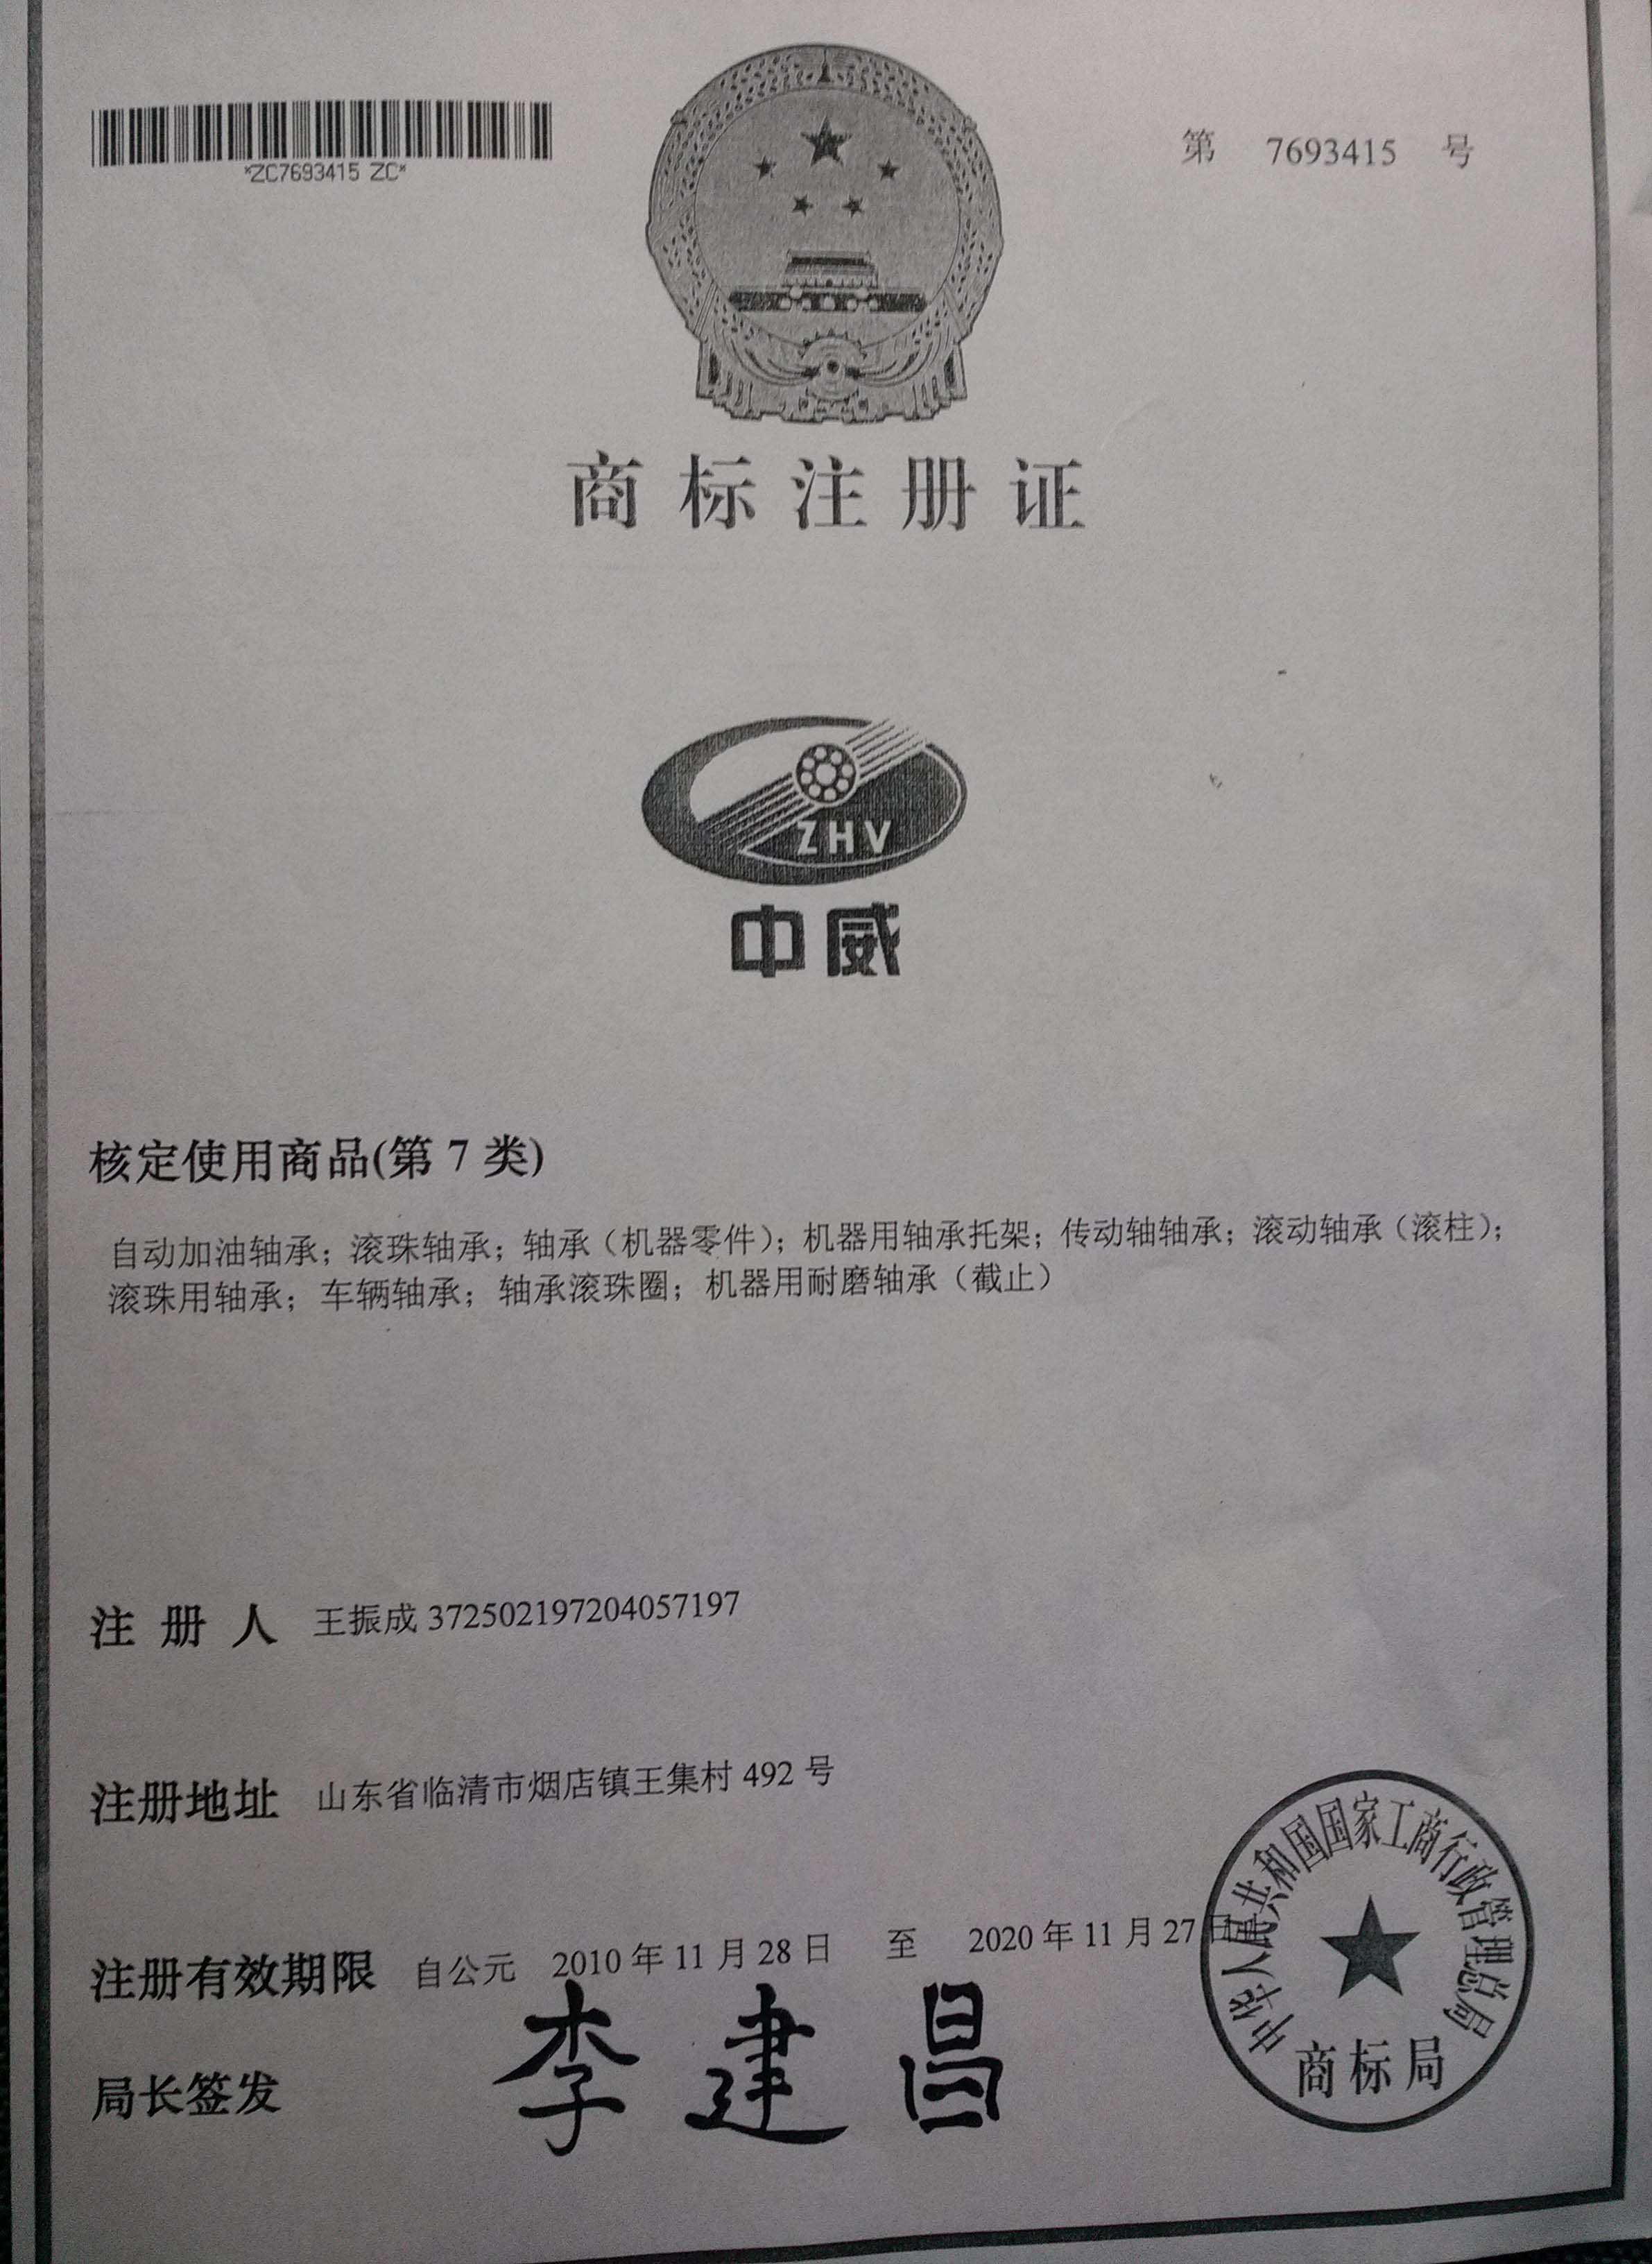 *ZC7693415 ZC*
第 7693415 号
商标注册证
ZHV
中威
核定使用商品(第 7 类)
自动加油轴承；滚珠轴承；轴承（机器零件）；机器用轴承托架；传动轴轴承；滚动轴承（滚柱）；
滚珠用轴承；车辆轴承；轴承滚珠圈；机器用耐磨轴承（截止）
注 册 人 王振成 372502197204057197
注册地址 山东省临清市烟店镇王集村 492 号
注册有效期限 自公元 2010 年 11 月 28 日 至 2020 年 11 月 27 日止
局长签发 李建昌
中华人民共和国国家工商行政管理总局
商标局